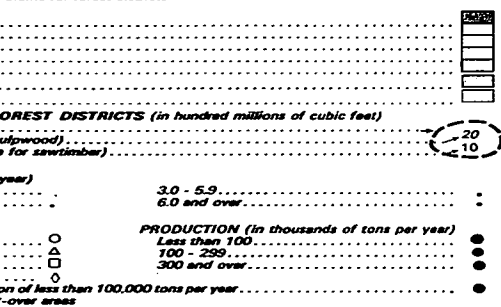 OREST DISTRICTS (in hundred millions of cubic feet)
ulpwood)
20
e for sawtimber)
10
year)
3.0 - 5.9
6.0 and over
PRODUCTION (in thousands of tons per year)
Less than 100
100 - 299
300 and over
on of less than 100,000 tons per year
-over areas